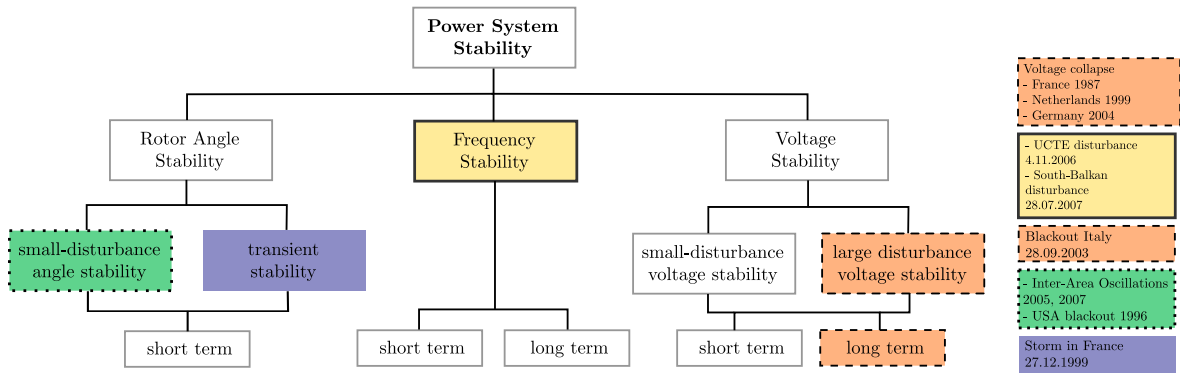 Power System
Stability
Rotor Angle
Stability
Frequency
Stability
Voltage
Stability
small-disturbance
angle stability
transient
stability
small-disturbance
voltage stability
large disturbance
voltage stability
short term
short term
long term
short term
long term
Voltage collapse
- France 1987
- Netherlands 1999
- Germany 2004
- UCTE disturbance
4.11.2006
- South-Balkan
disturbance
28.07.2007
Blackout Italy
28.09.2003
- Inter-Area Oscillations
2005, 2007
- USA blackout 1996
Storm in France
27.12.1999